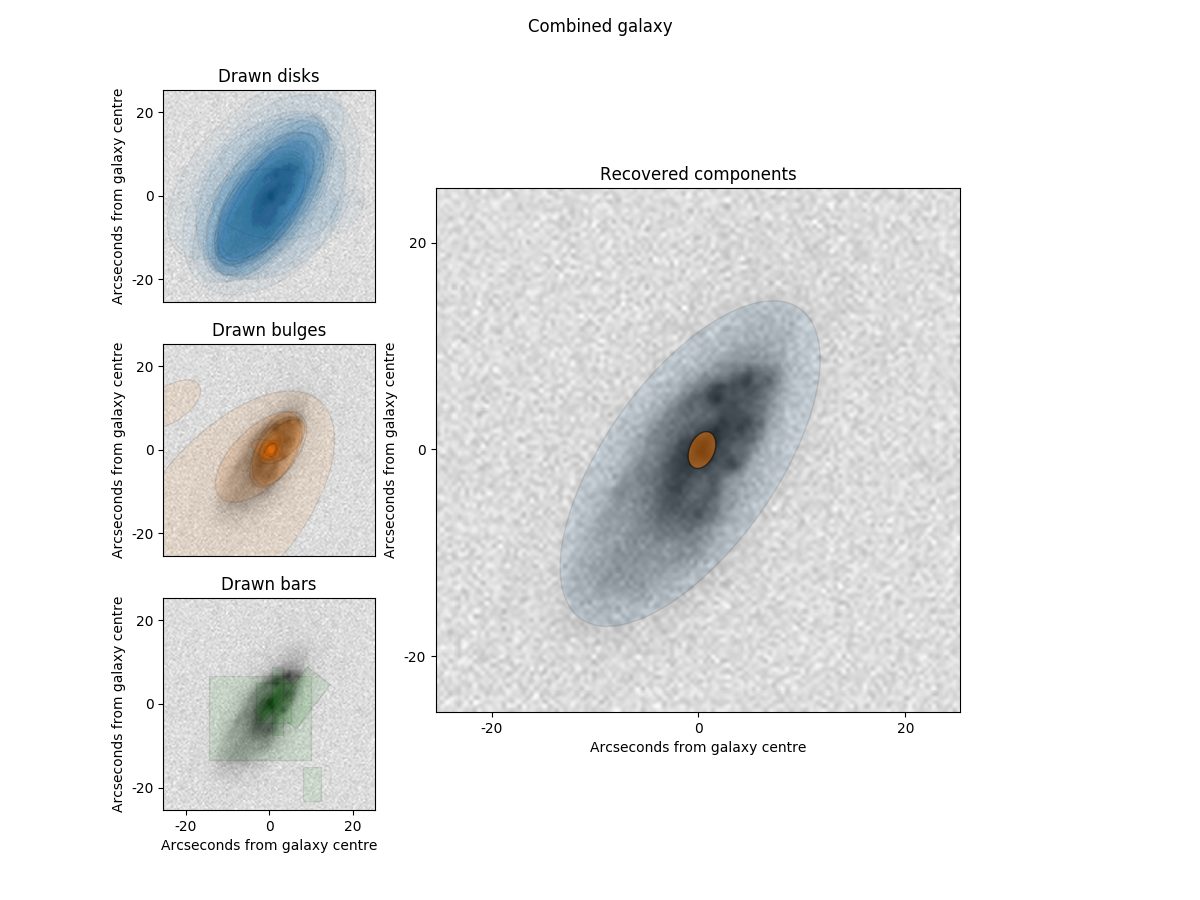 Combined galaxy
Drawn disks
Arcseconds from galaxy centre
20
0
-20
Drawn bulges
Arcseconds from galaxy centre
20
0
-20
Drawn bars
Arcseconds from galaxy centre
20
0
-20
-20 0 20
Arcseconds from galaxy centre
Recovered components
Arcseconds from galaxy centre
20
0
-20
-20 0 20
Arcseconds from galaxy centre